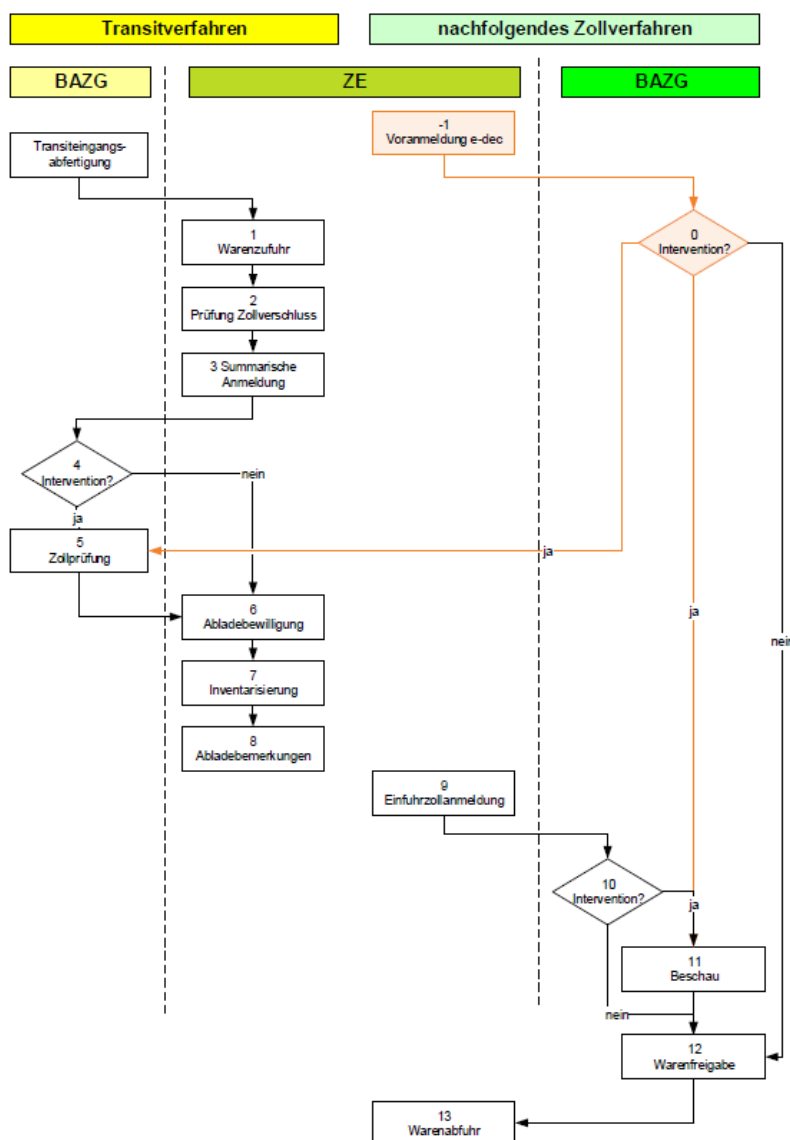 Transitverfahren
nachfolgendes Zollverfahren
BAZG
ZE
BAZG
-1
Voranmeldung e-dec
Transiteingangs-
abfertigung
0
Intervention?
1
Warenzufuhr
2
Prüfung Zollverschluss
3 Summarische
Anmeldung
4
Intervention?
nein
ja
5
Zollprüfung
ja
6
Abladebewilligung
ja
nein
7
Inventarisierung
8
Abladebemerkungen
9
Einfuhrzollanmeldung
10
Intervention?
ja
11
Beschau
nein
12
Warenfreigabe
13
Warenabfuhr